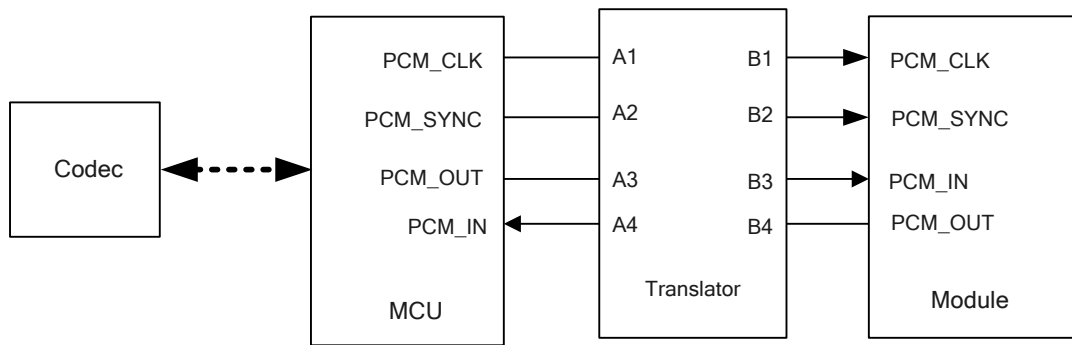 PCM_CLK A1 B1 PCM_CLK
PCM_SYNC A2 B2 PCM_SYNC
Codec
PCM_OUT A3 B3 PCM_IN
PCM_IN A4 B4 PCM_OUT
MCU Translator Module